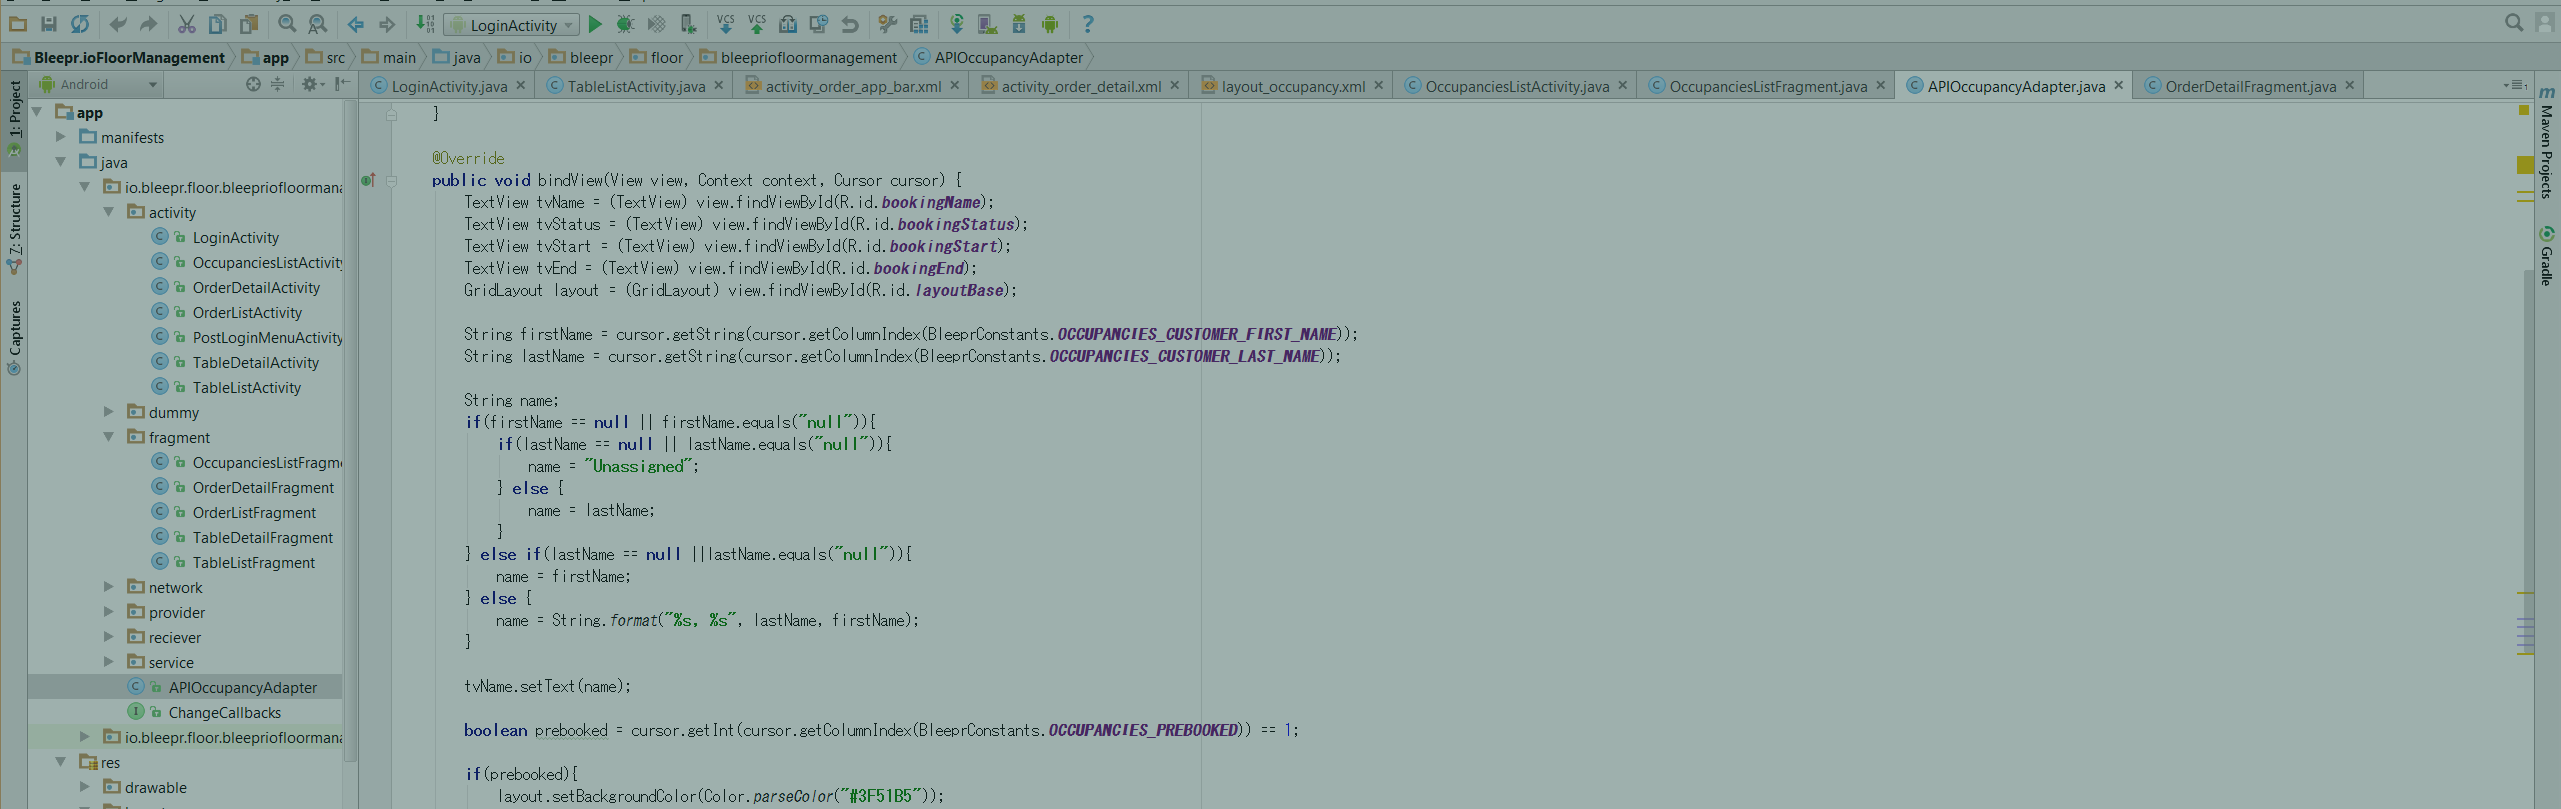 LoginActivity
Bleepr.ioFloorManagement app src main java io bleepr floor bleepriofloormanagement APIOccupancyAdapter
1: Project
Z: Structure
Captures
Android
LoginActivity.java TableListActivity.java activity_order_app_bar.xml activity_order_detail.xml layout_occupancy.xml OccupanciesListActivity.java OccupanciesListFragment.java APIOccupancyAdapter.java OrderDetailFragment.java
app
manifests
java
io.bleepr.floor.bleepriofloormana
activity
LoginActivity
OccupanciesListActivity
OrderDetailActivity
OrderListActivity
PostLoginMenuActivity
TableDetailActivity
TableListActivity
dummy
fragment
OccupanciesListFragme
OrderDetailFragment
OrderListFragment
TableDetailFragment
TableListFragment
network
provider
reciever
service
APIOccupancyAdapter
ChangeCallbacks
io.bleepr.floor.bleepriofloormana
res
drawable
}
@Override
public void bindView(View view, Context context, Cursor cursor) {
TextView tvName = (TextView) view.findViewById(R.id.bookingName);
TextView tvStatus = (TextView) view.findViewById(R.id.bookingStatus);
TextView tvStart = (TextView) view.findViewById(R.id.bookingStart);
TextView tvEnd = (TextView) view.findViewById(R.id.bookingEnd);
GridLayout layout = (GridLayout) view.findViewById(R.id.layoutBase);
String firstName = cursor.getString(cursor.getColumnIndex(BleeprConstants.OCCUPANCIES_CUSTOMER_FIRST_NAME));
String lastName = cursor.getString(cursor.getColumnIndex(BleeprConstants.OCCUPANCIES_CUSTOMER_LAST_NAME));
String name;
if(firstName == null || firstName.equals("null")){
if(lastName == null || lastName.equals("null")){
name = "Unassigned";
} else {
name = lastName;
}
} else if(lastName == null ||lastName.equals("null")){
name = firstName;
} else {
name = String.format("%s, %s", lastName, firstName);
}
tvName.setText(name);
boolean prebooked = cursor.getInt(cursor.getColumnIndex(BleeprConstants.OCCUPANCIES_PREBOOKED)) == 1;
if(prebooked){
layout.setBackgroundColor(Color.parseColor("#3F51B5"));
Maven Projects
Gradle